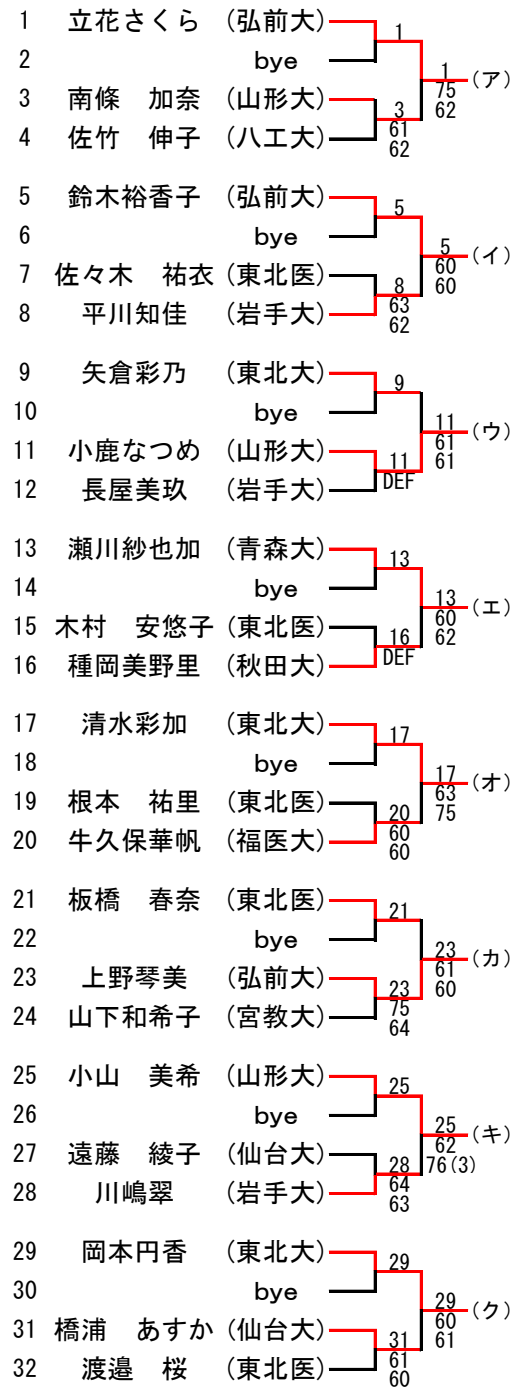 1 立花さくら (弘前大) 1
2 bye
1 (ア)
75
3 南條 加奈 (山形大) 3
62
61
4 佐竹 伸子 (八工大)
62
5 鈴木裕香子 (弘前大) 5
6 bye
5 (イ)
60
7 佐々木 祐衣 (東北医) 8
60
63
8 平川知佳 (岩手大)
62
9 矢倉彩乃 (東北大) 9
10 bye
11 (ウ)
61
11 小鹿なつめ (山形大) 11
61
DEF
12 長屋美玖 (岩手大)
13 瀬川紗也加 (青森大) 13
14 bye
13 (エ)
60
15 木村 安悠子 (東北医) 16
62
DEF
16 種岡美野里 (秋田大)
17 清水彩加 (東北大) 17
18 bye
17 (オ)
63
19 根本 祐里 (東北医) 20
75
60
20 牛久保華帆 (福医大)
60
21 板橋 春奈 (東北医) 21
22 bye
23 (カ)
61
23 上野琴美 (弘前大) 23
60
75
24 山下和希子 (宮教大)
64
25 小山 美希 (山形大) 25
26 bye
25 (キ)
62
27 遠藤 綾子 (仙台大) 28
76(3)
64
28 川嶋翠 (岩手大)
63
29 岡本円香 (東北大) 29
30 bye
29 (ク)
60
31 橋浦 あすか (仙台大) 31
61
61
32 渡邉 桜 (東北医)
60